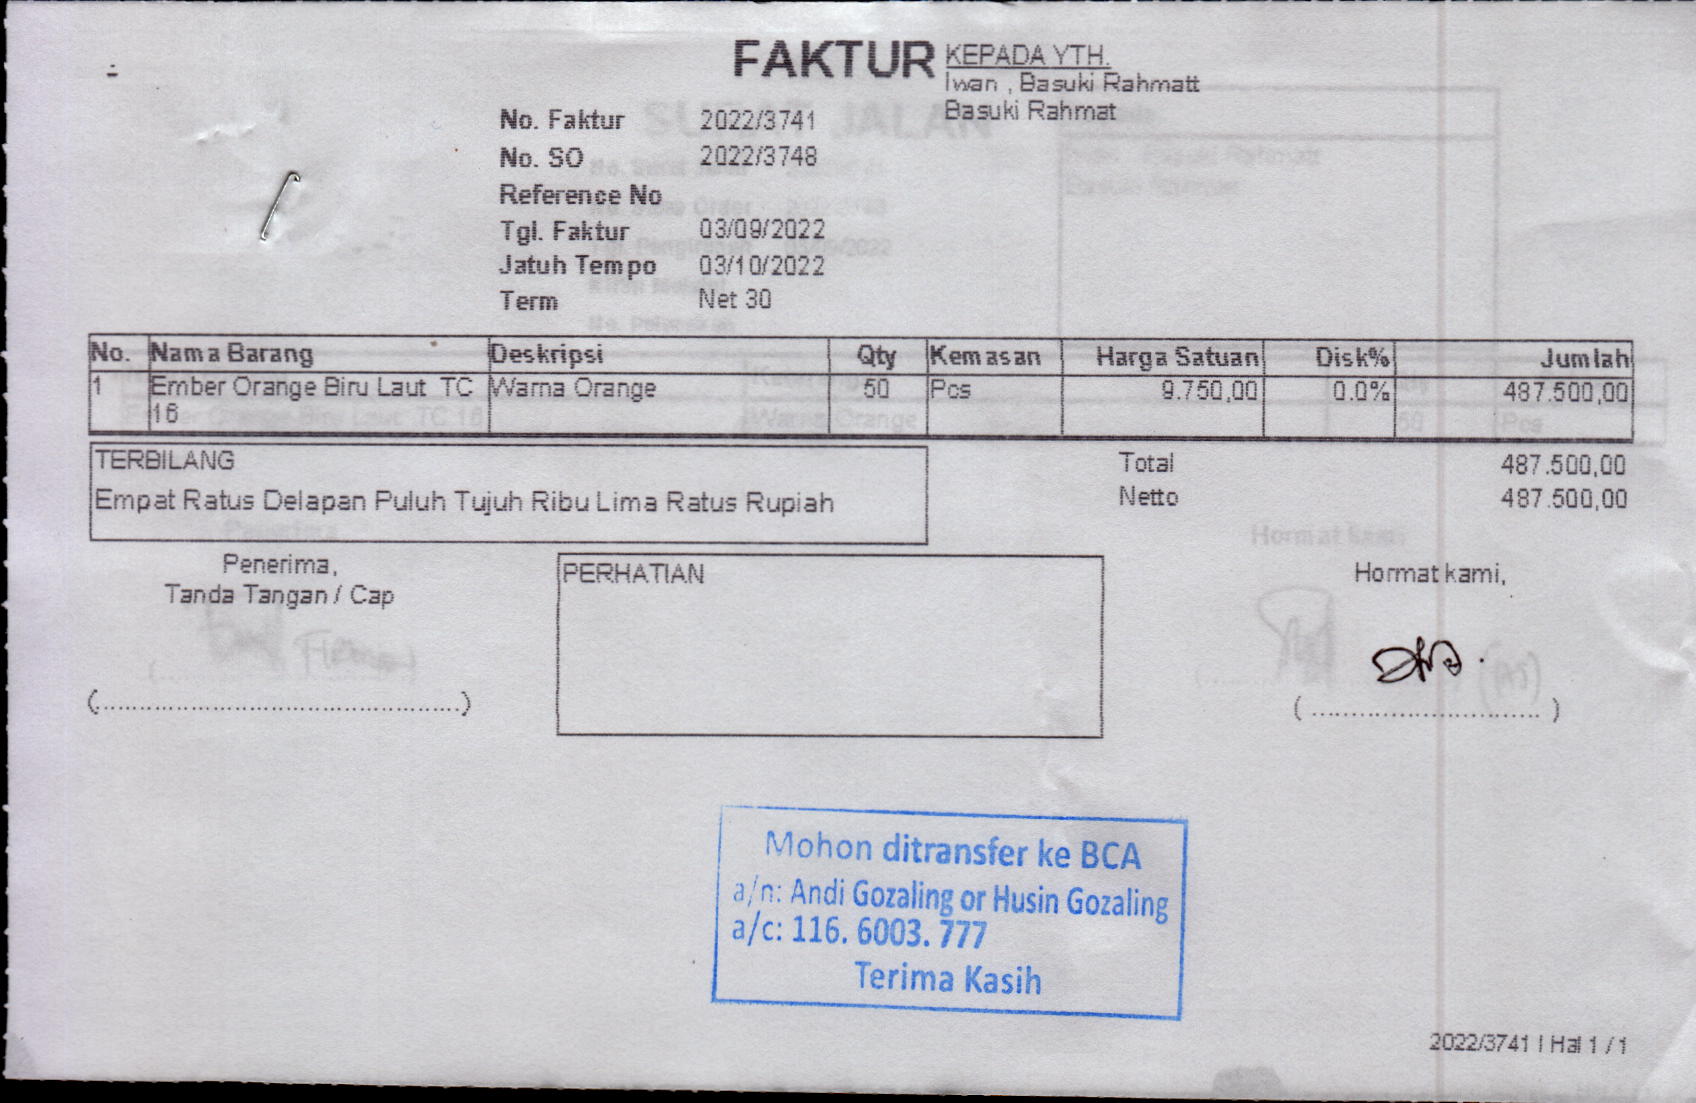 FAKTUR
KEPADA YTH.
Iwan , Basuki Rahmatt
Basuki Rahmat
No. Faktur 2022/3741
No. SO 2022/3748
Reference No
Tgl. Faktur 03/09/2022
Jatuh Tempo 03/10/2022
Term Net 30
No. Nama Barang Deskripsi Qty Kemasan Harga Satuan Disk% Jumlah
1 Ember Orange Biru Laut TC 16 Warna Orange 50 Pcs 9.750,00 0.0% 487.500,00
TERBILANG
Empat Ratus Delapan Puluh Tujuh Ribu Lima Ratus Rupiah
Total 487.500,00
Netto 487.500,00
Penerima,
Tanda Tangan / Cap
(................................................)
PERHATIAN
Hormat kami,
( ............................. )
Mohon ditransfer ke BCA
a/n: Andi Gozaling or Husin Gozaling
a/c: 116. 6003. 777
Terima Kasih
2022/3741 | Hal 1 / 1